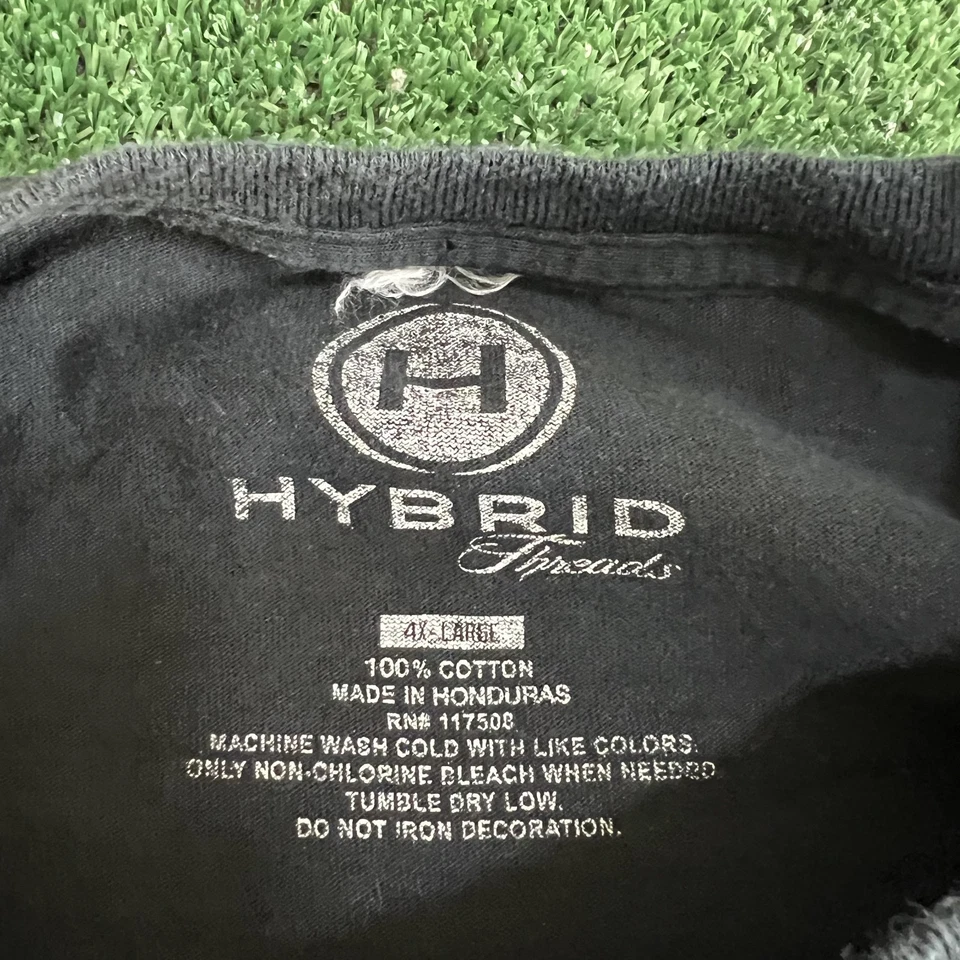 H
HYBRID
Threads
4X-LARGE
100% COTTON
MADE IN HONDURAS
RN# 117508
MACHINE WASH COLD WITH LIKE COLORS.
ONLY NON-CHLORINE BLEACH WHEN NEEDED
TUMBLE DRY LOW.
DO NOT IRON DECORATION.